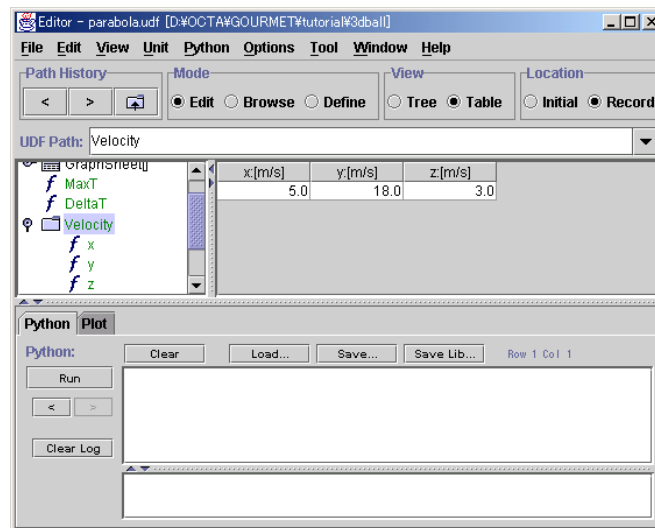 Editor - parabola.udf [D:¥OCTA¥GOURMET¥tutorial¥3dball]
File Edit View Unit Python Options Tool Window Help
Path History Mode View Location
< > Edit Browse Define Tree Table Initial Record
UDF Path: Velocity
GraphSheet[]
x:[m/s] y:[m/s] z:[m/s]
MaxT 5.0 18.0 3.0
DeltaT
Velocity
f x
f y
f z
Python Plot
Python: Clear Load... Save... Save Lib... Row 1 Col 1
Run
< >
Clear Log